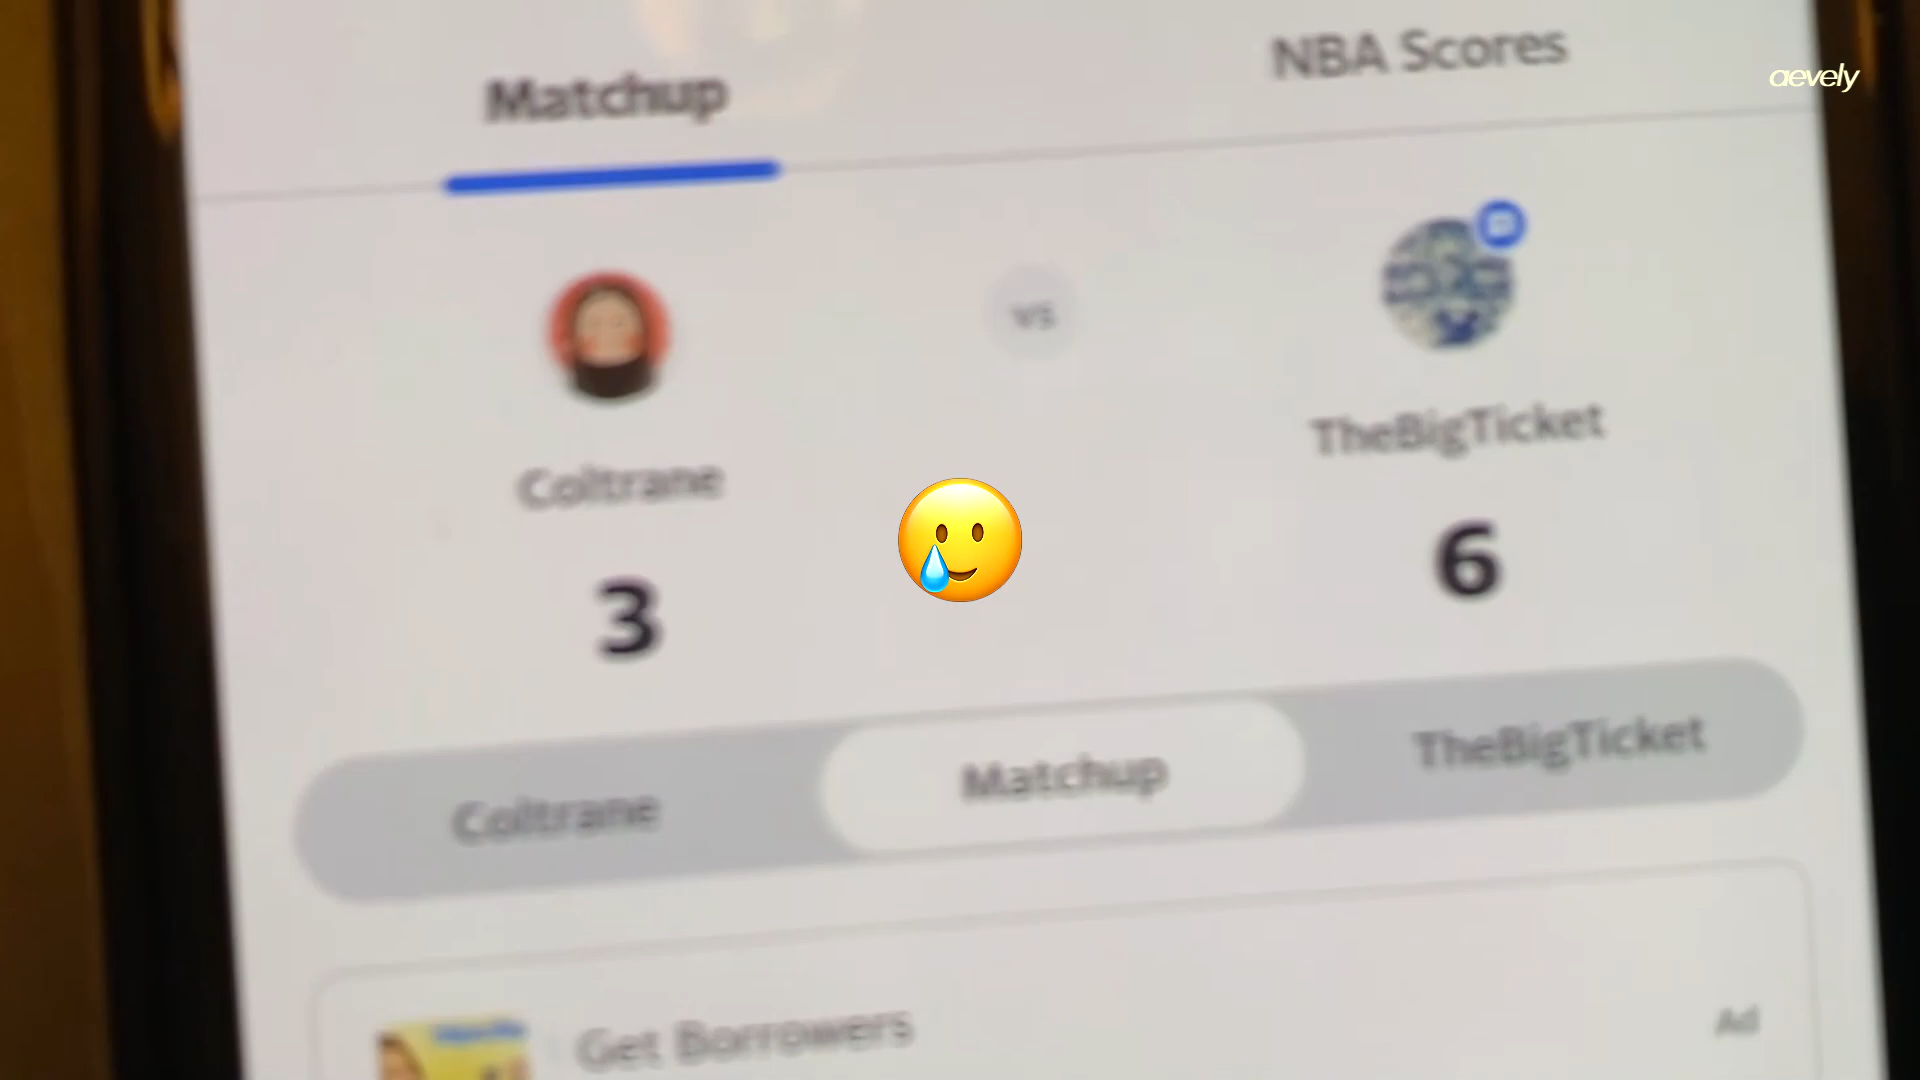 Matchup
NBA Scores
aevely
vs
Coltrane
TheBigTicket
3
6
Coltrane
Matchup
TheBigTicket
Get Borrowers
Ad